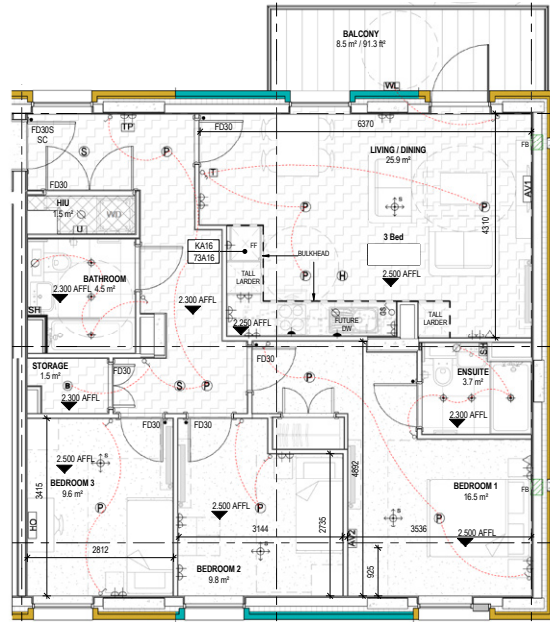 BALCONY
8.5 m² / 91.3 ft²
WL
FD30S
SC
TP
FD30
6370
FB
S
P
LIVING / DINING
25.9 m²
FD30
T
AV1
HIU
1.5 m²
WD
U
P
S
P
4310
KA16
73A16
FF
BULKHEAD
3 Bed
BATHROOM
4.5 m²
TALL
LARDER
P
H
2.500 AFFL
2.300 AFFL
2.300 AFFL
SH
2.250 AFFL
FUTURE
DW
TALL
LARDER
STORAGE
1.5 m²
FD30
FD30
SH
ENSUITE
3.7 m²
B
S
P
P
2.300 AFFL
2.300 AFFL
FD30
FD30
2.500 AFFL
S
4892
3415
BEDROOM 3
9.6 m²
P
2.500 AFFL
P
BEDROOM 1
16.5 m²
FB
HO
3144
2735
S
P
3536
2.500 AFFL
AV2
2812
S
BEDROOM 2
9.8 m²
925